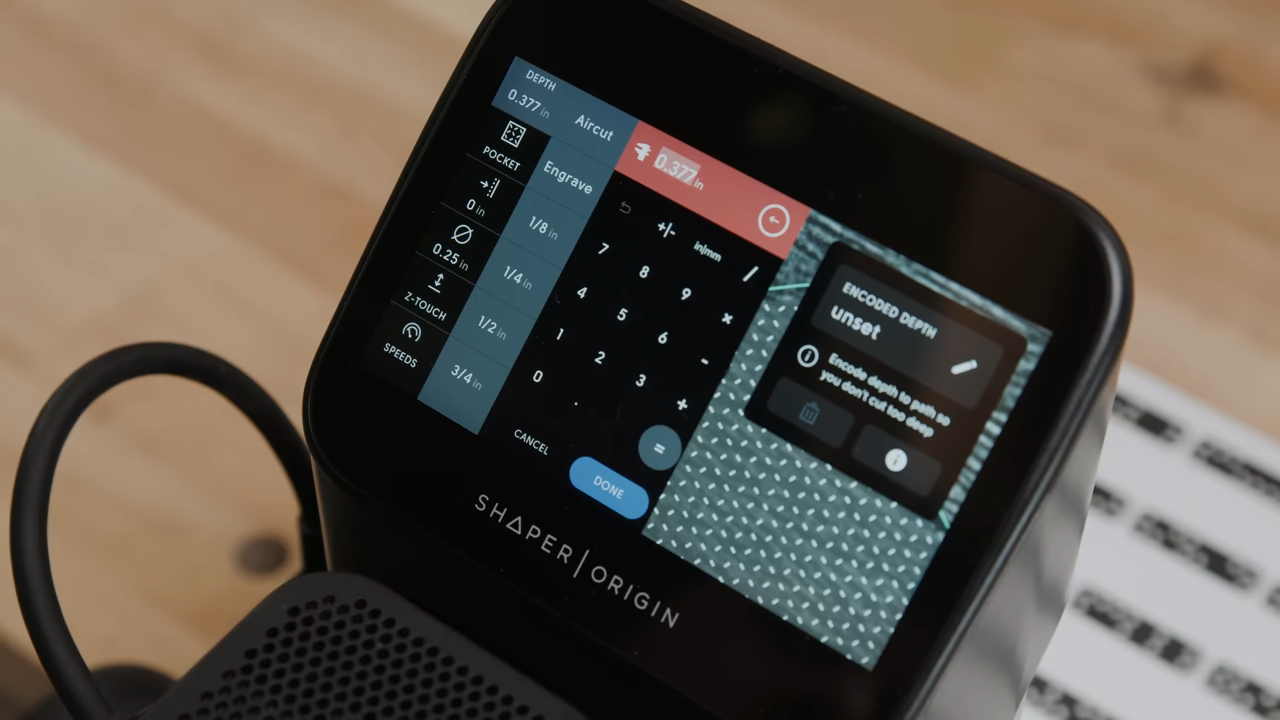 DEPTH
0.377 in
POCKET
0 in
0.25 in
Z-TOUCH
SPEEDS
Aircut
Engrave
1/8 in
1/4 in
1/2 in
3/4 in
0.377 in
+/- in/mm /
7 8 9 ×
4 5 6 -
1 2 3 +
0 . =
CANCEL DONE
ENCODED DEPTH
unset
Encode depth to path so
you don't cut too deep
SHAPER | ORIGIN